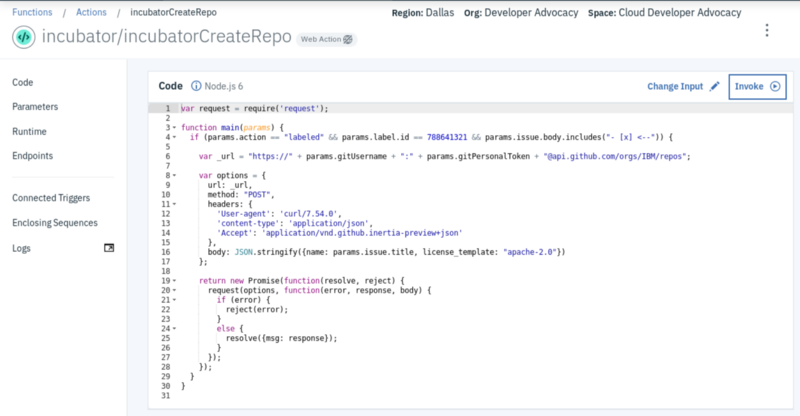 Functions / Actions / incubatorCreateRepo
Region: Dallas Org: Developer Advocacy Space: Cloud Developer Advocacy
incubator/incubatorCreateRepo Web Action
Code
Parameters
Runtime
Endpoints
Connected Triggers
Enclosing Sequences
Logs
Code Node.js 6 Change Input Invoke
1 var request = require('request');
2
3 function main(params) {
4 if (params.action == "labeled" && params.label.id == 788641321 && params.issue.body.includes("- [x] <--")) {
5
6 var _url = "https://" + params.gitUsername + ":" + params.gitPersonalToken + "@api.github.com/orgs/IBM/repos";
7
8 var options = {
9 url: _url,
10 method: "POST",
11 headers: {
12 'User-agent': 'curl/7.54.0',
13 'content-type': 'application/json',
14 'Accept': 'application/vnd.github.inertia-preview+json'
15 },
16 body: JSON.stringify({name: params.issue.title, license_template: "apache-2.0"})
17 };
18
19 return new Promise(function(resolve, reject) {
20 request(options, function(error, response, body) {
21 if (error) {
22 reject(error);
23 }
24 else {
25 resolve({msg: response});
26 }
27 });
28 });
29 }
30 }
31